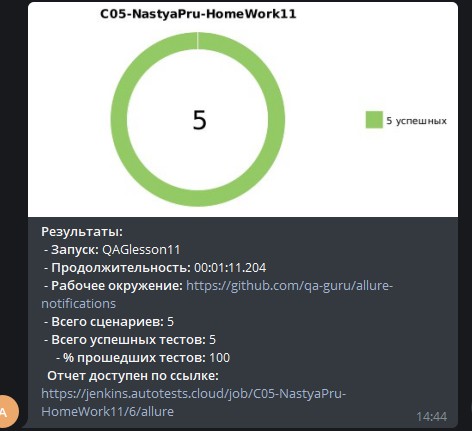 C05-NastyaPru-HomeWork11
5
5 успешных
Результаты:
- Запуск: QAGlesson11
- Продолжительность: 00:01:11.204
- Рабочее окружение: https://github.com/qa-guru/allure-
notifications
- Всего сценариев: 5
- Всего успешных тестов: 5
- % прошедших тестов: 100
Отчет доступен по ссылке:
https://jenkins.autotests.cloud/job/C05-NastyaPru-
HomeWork11/6/allure
14:44
A